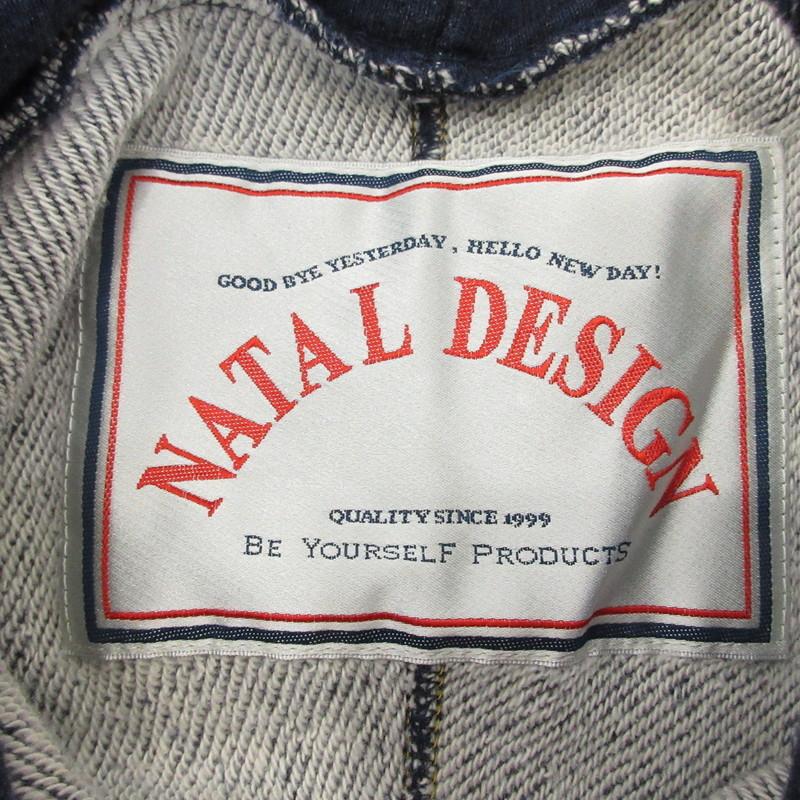 GOOD BYE YESTERDAY, HELLO NEW DAY!
NATAL DESIGN
QUALITY SINCE 1999
BE YOURSELF PRODUCTS